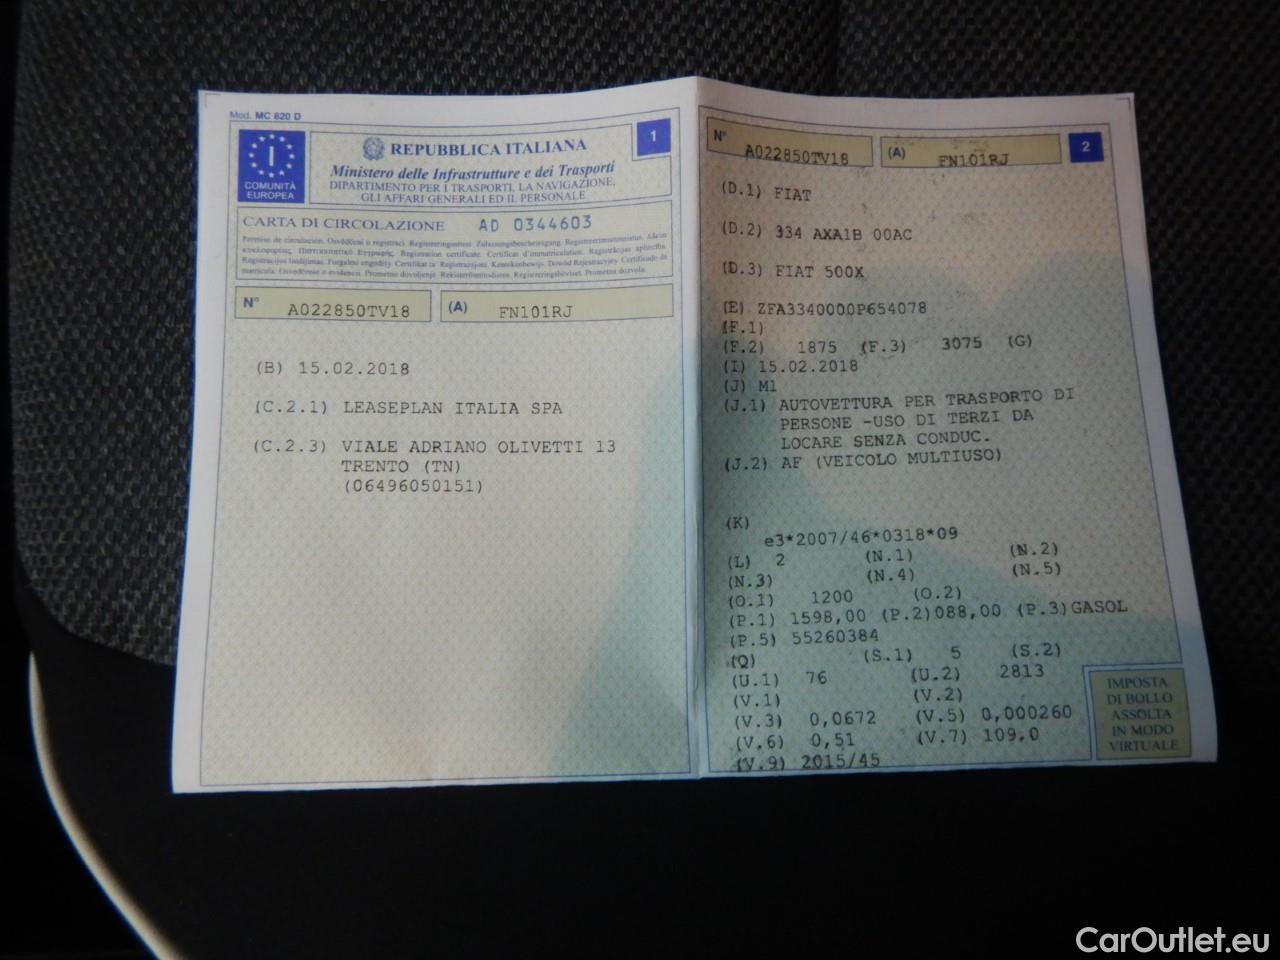 Mod. MC 820 D
I
COMUNITÀ
EUROPEA
REPUBBLICA ITALIANA
Ministero delle Infrastrutture e dei Trasporti
DIPARTIMENTO PER I TRASPORTI, LA NAVIGAZIONE,
GLI AFFARI GENERALI ED IL PERSONALE
1
CARTA DI CIRCOLAZIONE AD 0344603
N° A022850TV18 (A) FN101RJ
(B) 15.02.2018
(C.2.1) LEASEPLAN ITALIA SPA
(C.2.3) VIALE ADRIANO OLIVETTI 13
TRENTO (TN)
(06496050151)
N° A022850TV18 (A) FN101RJ
2
(D.1) FIAT
(D.2) 334 AXA1B 00AC
(D.3) FIAT 500X
(E) ZFA3340000P654078
(F.1)
(F.2) 1875 (F.3) 3075 (G)
(I) 15.02.2018
(J) M1
(J.1) AUTOVETTURA PER TRASPORTO DI
PERSONE -USO DI TERZI DA
LOCARE SENZA CONDUC.
(J.2) AF (VEICOLO MULTIUSO)
(K)
e3*2007/46*0318*09
(L) 2 (N.1) (N.2)
(N.3) (N.4) (N.5)
(O.1) 1200 (O.2)
(P.1) 1598,00 (P.2)088,00 (P.3)GASOL
(P.5) 55260384
(Q) (S.1) 5 (S.2)
(U.1) 76 (U.2) 2813
(V.1) (V.2)
(V.3) 0,0672 (V.5) 0,000260
(V.6) 0,51 (V.7) 109,0
(V.9) 2015/45
IMPOSTA
DI BOLLO
ASSOLTA
IN MODO
VIRTUALE
CarOutlet.eu